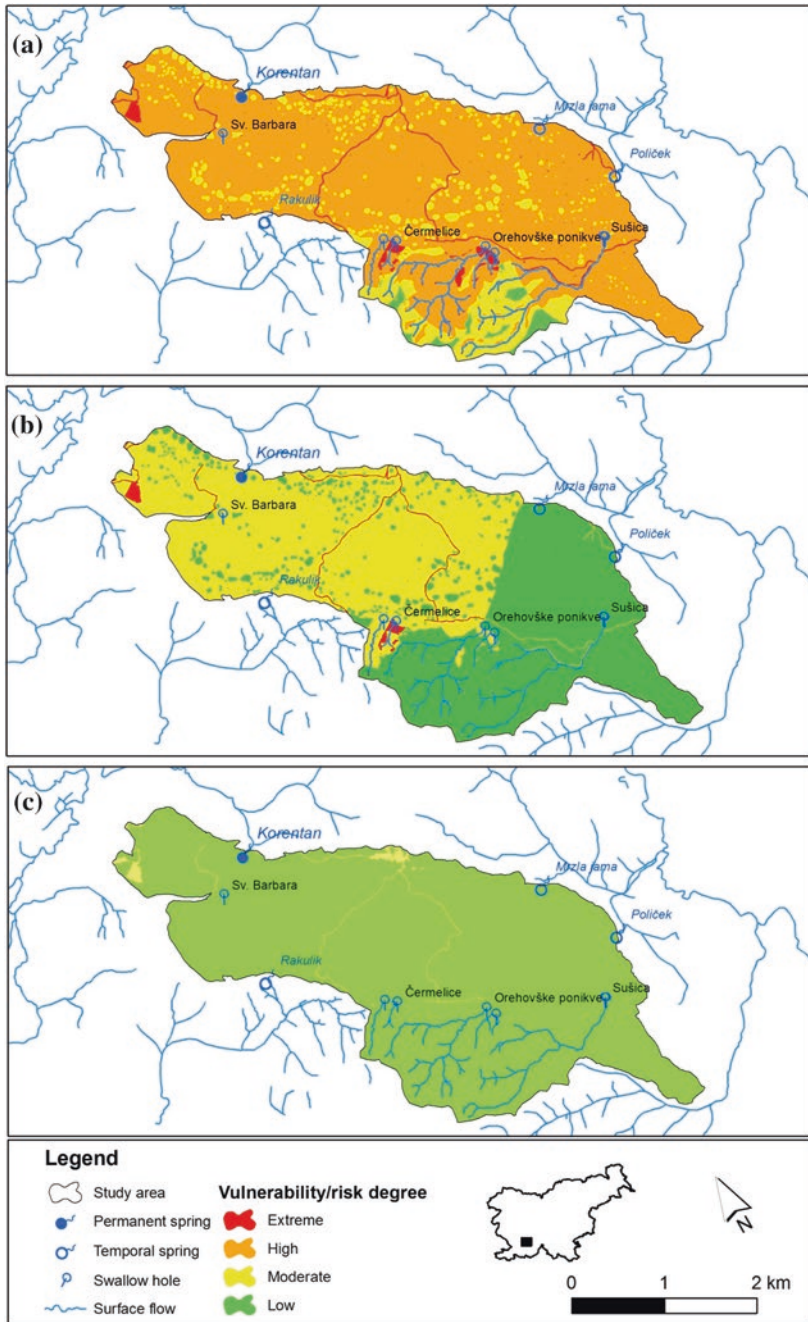 (a)
Korentan
Sv. Barbara
Mrzla jama
Poliček
Rakulik
Čermelice
Orehovške ponikve
Sušica
(b)
Korentan
Sv. Barbara
Mrzla jama
Poliček
Rakulik
Čermelice
Orehovške ponikve
Sušica
(c)
Korentan
Sv. Barbara
Mrzla jama
Poliček
Rakulik
Čermelice
Orehovške ponikve
Sušica
Legend
Study area
Permanent spring
Temporal spring
Swallow hole
Surface flow
Vulnerability/risk degree
Extreme
High
Moderate
Low
N
0 1 2 km